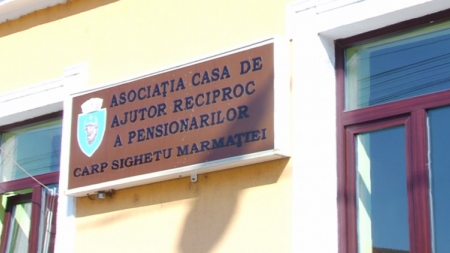 ASOCIAȚIA CASA DE
AJUTOR RECIPROC
A PENSIONARILOR
CARP SIGHETU MARMAȚIEI